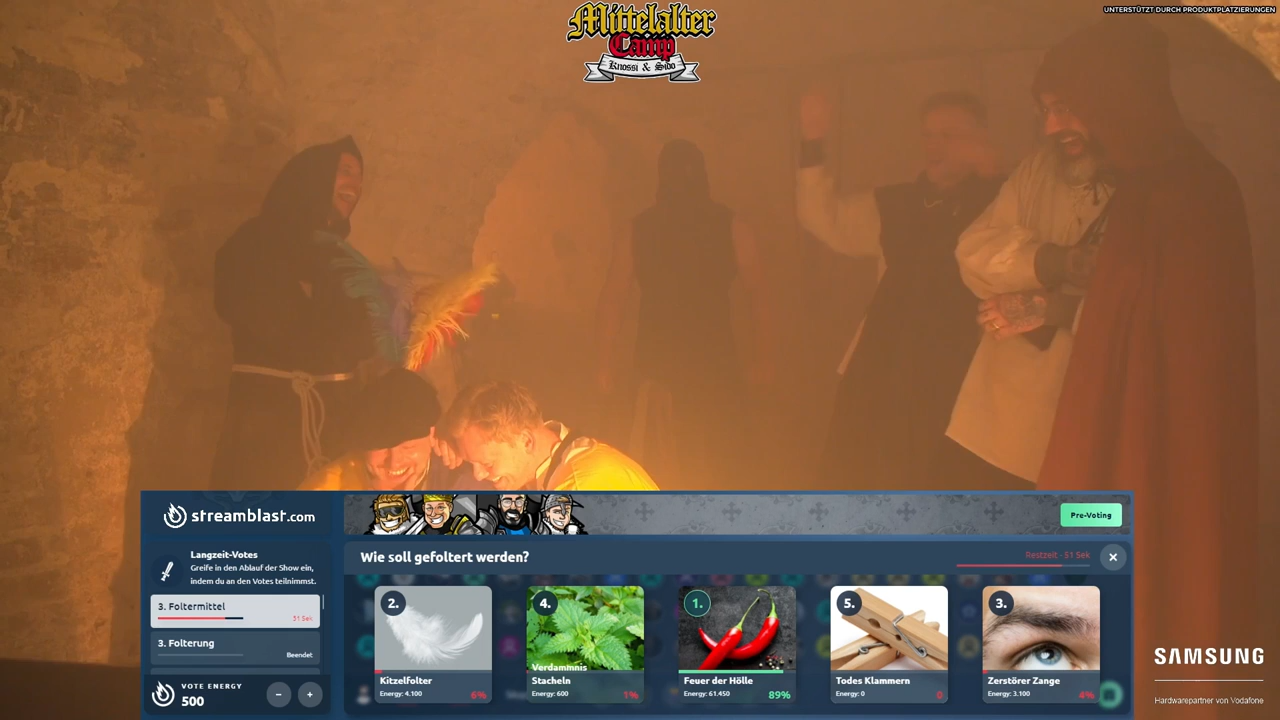 UNTERSTÜTZT DURCH PRODUKTPLATZIERUNGEN
Mittelalter
Camp
Knossi & Sido
streamblast.com
Pre-Voting
Langzeit-Votes
Greife in den Ablauf der Show ein,
indem du an den Votes teilnimmst.
3. Foltermittel
31 Sek
3. Folterung
Beendet
VOTE ENERGY
500
Wie soll gefoltert werden?
Restzeit - 31 Sek
2.
Kitzelfolter
Energy: 4.100
6%
4.
Verdammnis
Stacheln
Energy: 600
1%
1.
Feuer der Hölle
Energy: 61.450
89%
5.
Todes Klammern
Energy: 0
0
3.
Zerstörer Zange
Energy: 3.100
4%
SAMSUNG
Hardwarepartner von Vodafone